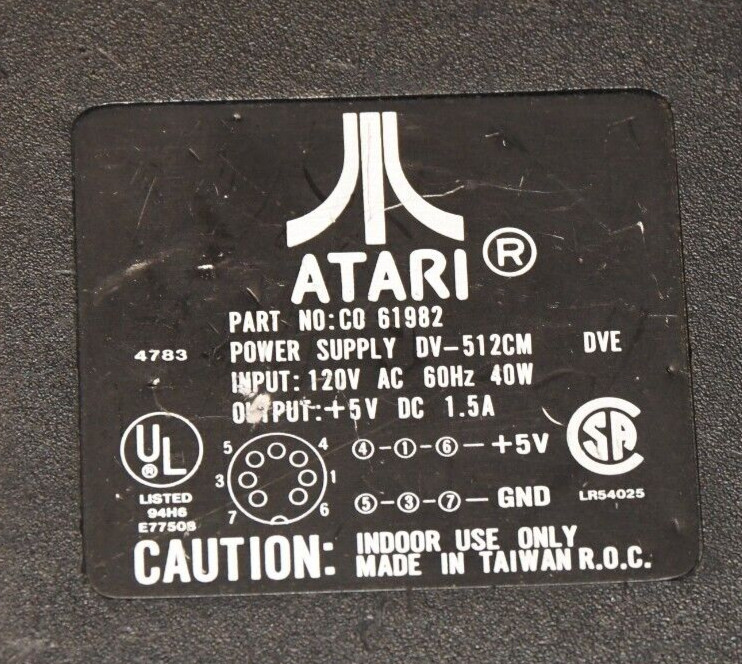 ATARI ®
PART NO:CO 61982
4783 POWER SUPPLY DV-512CM DVE
INPUT: 120V AC 60Hz 40W
OUTPUT:+5V DC 1.5A
UL ®
LISTED
94H6
E77508
5 4
3 1
7 6
④-①-⑥-+5V
⑤-③-⑦-GND
SA
LR54025
CAUTION: INDOOR USE ONLY
MADE IN TAIWAN R.O.C.